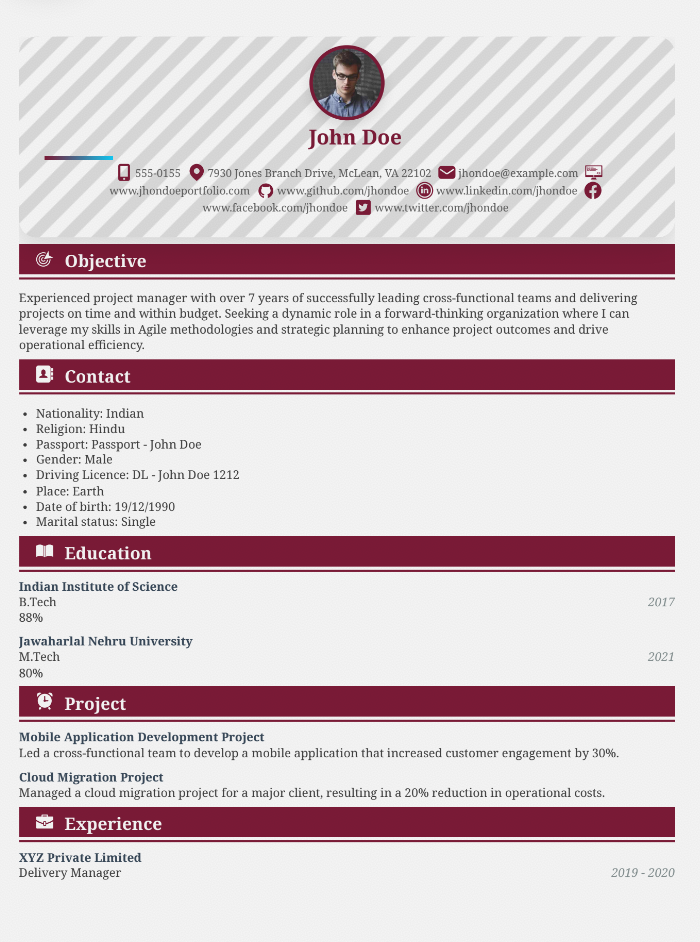 John Doe
555-0155 7930 Jones Branch Drive, McLean, VA 22102 jhondoe@example.com
www.jhondoeportfolio.com www.github.com/jhondoe www.linkedin.com/jhondoe
www.facebook.com/jhondoe www.twitter.com/jhondoe
Objective
Experienced project manager with over 7 years of successfully leading cross-functional teams and delivering
projects on time and within budget. Seeking a dynamic role in a forward-thinking organization where I can
leverage my skills in Agile methodologies and strategic planning to enhance project outcomes and drive
operational efficiency.
Contact
• Nationality: Indian
• Religion: Hindu
• Passport: Passport - John Doe
• Gender: Male
• Driving Licence: DL - John Doe 1212
• Place: Earth
• Date of birth: 19/12/1990
• Marital status: Single
Education
Indian Institute of Science
B.Tech 2017
88%
Jawaharlal Nehru University
M.Tech 2021
80%
Project
Mobile Application Development Project
Led a cross-functional team to develop a mobile application that increased customer engagement by 30%.
Cloud Migration Project
Managed a cloud migration project for a major client, resulting in a 20% reduction in operational costs.
Experience
XYZ Private Limited
Delivery Manager 2019 - 2020